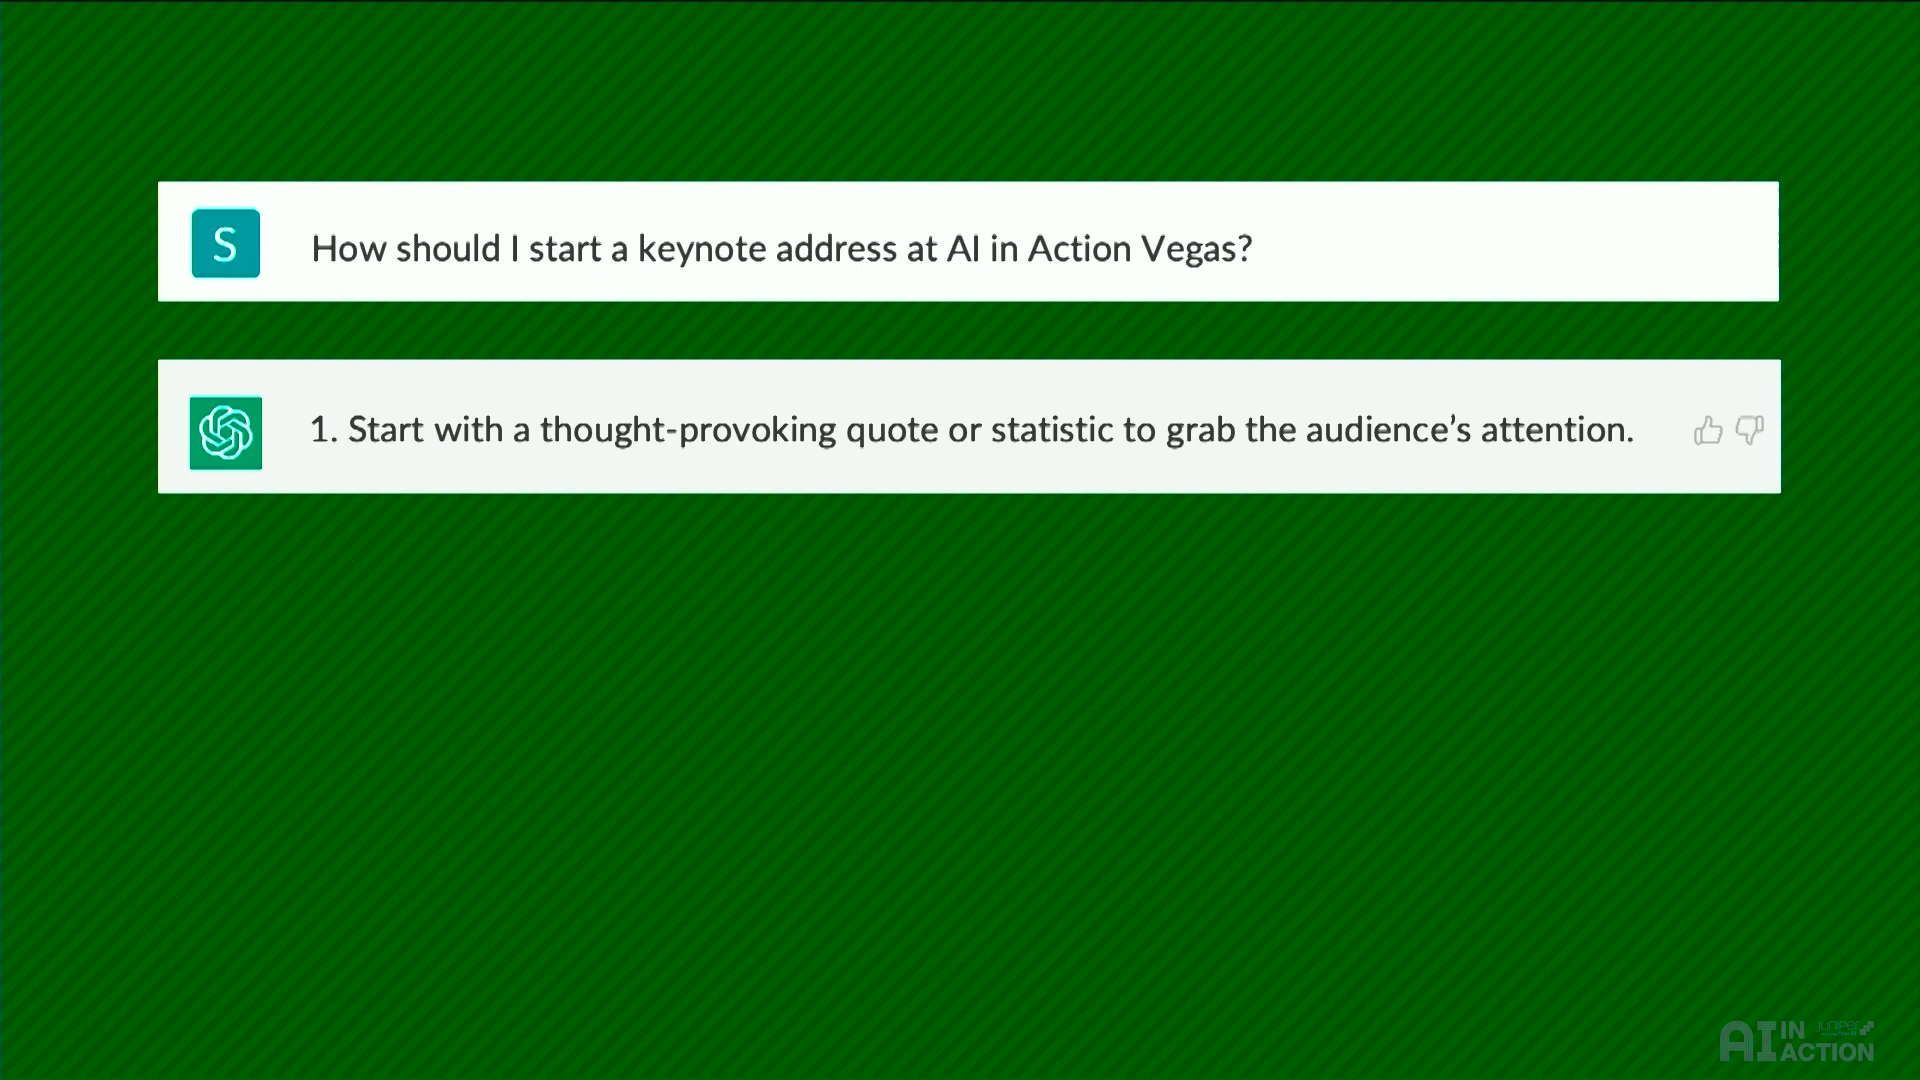 S
How should I start a keynote address at AI in Action Vegas?
1. Start with a thought-provoking quote or statistic to grab the audience’s attention.
AI IN ACTION
Juniper